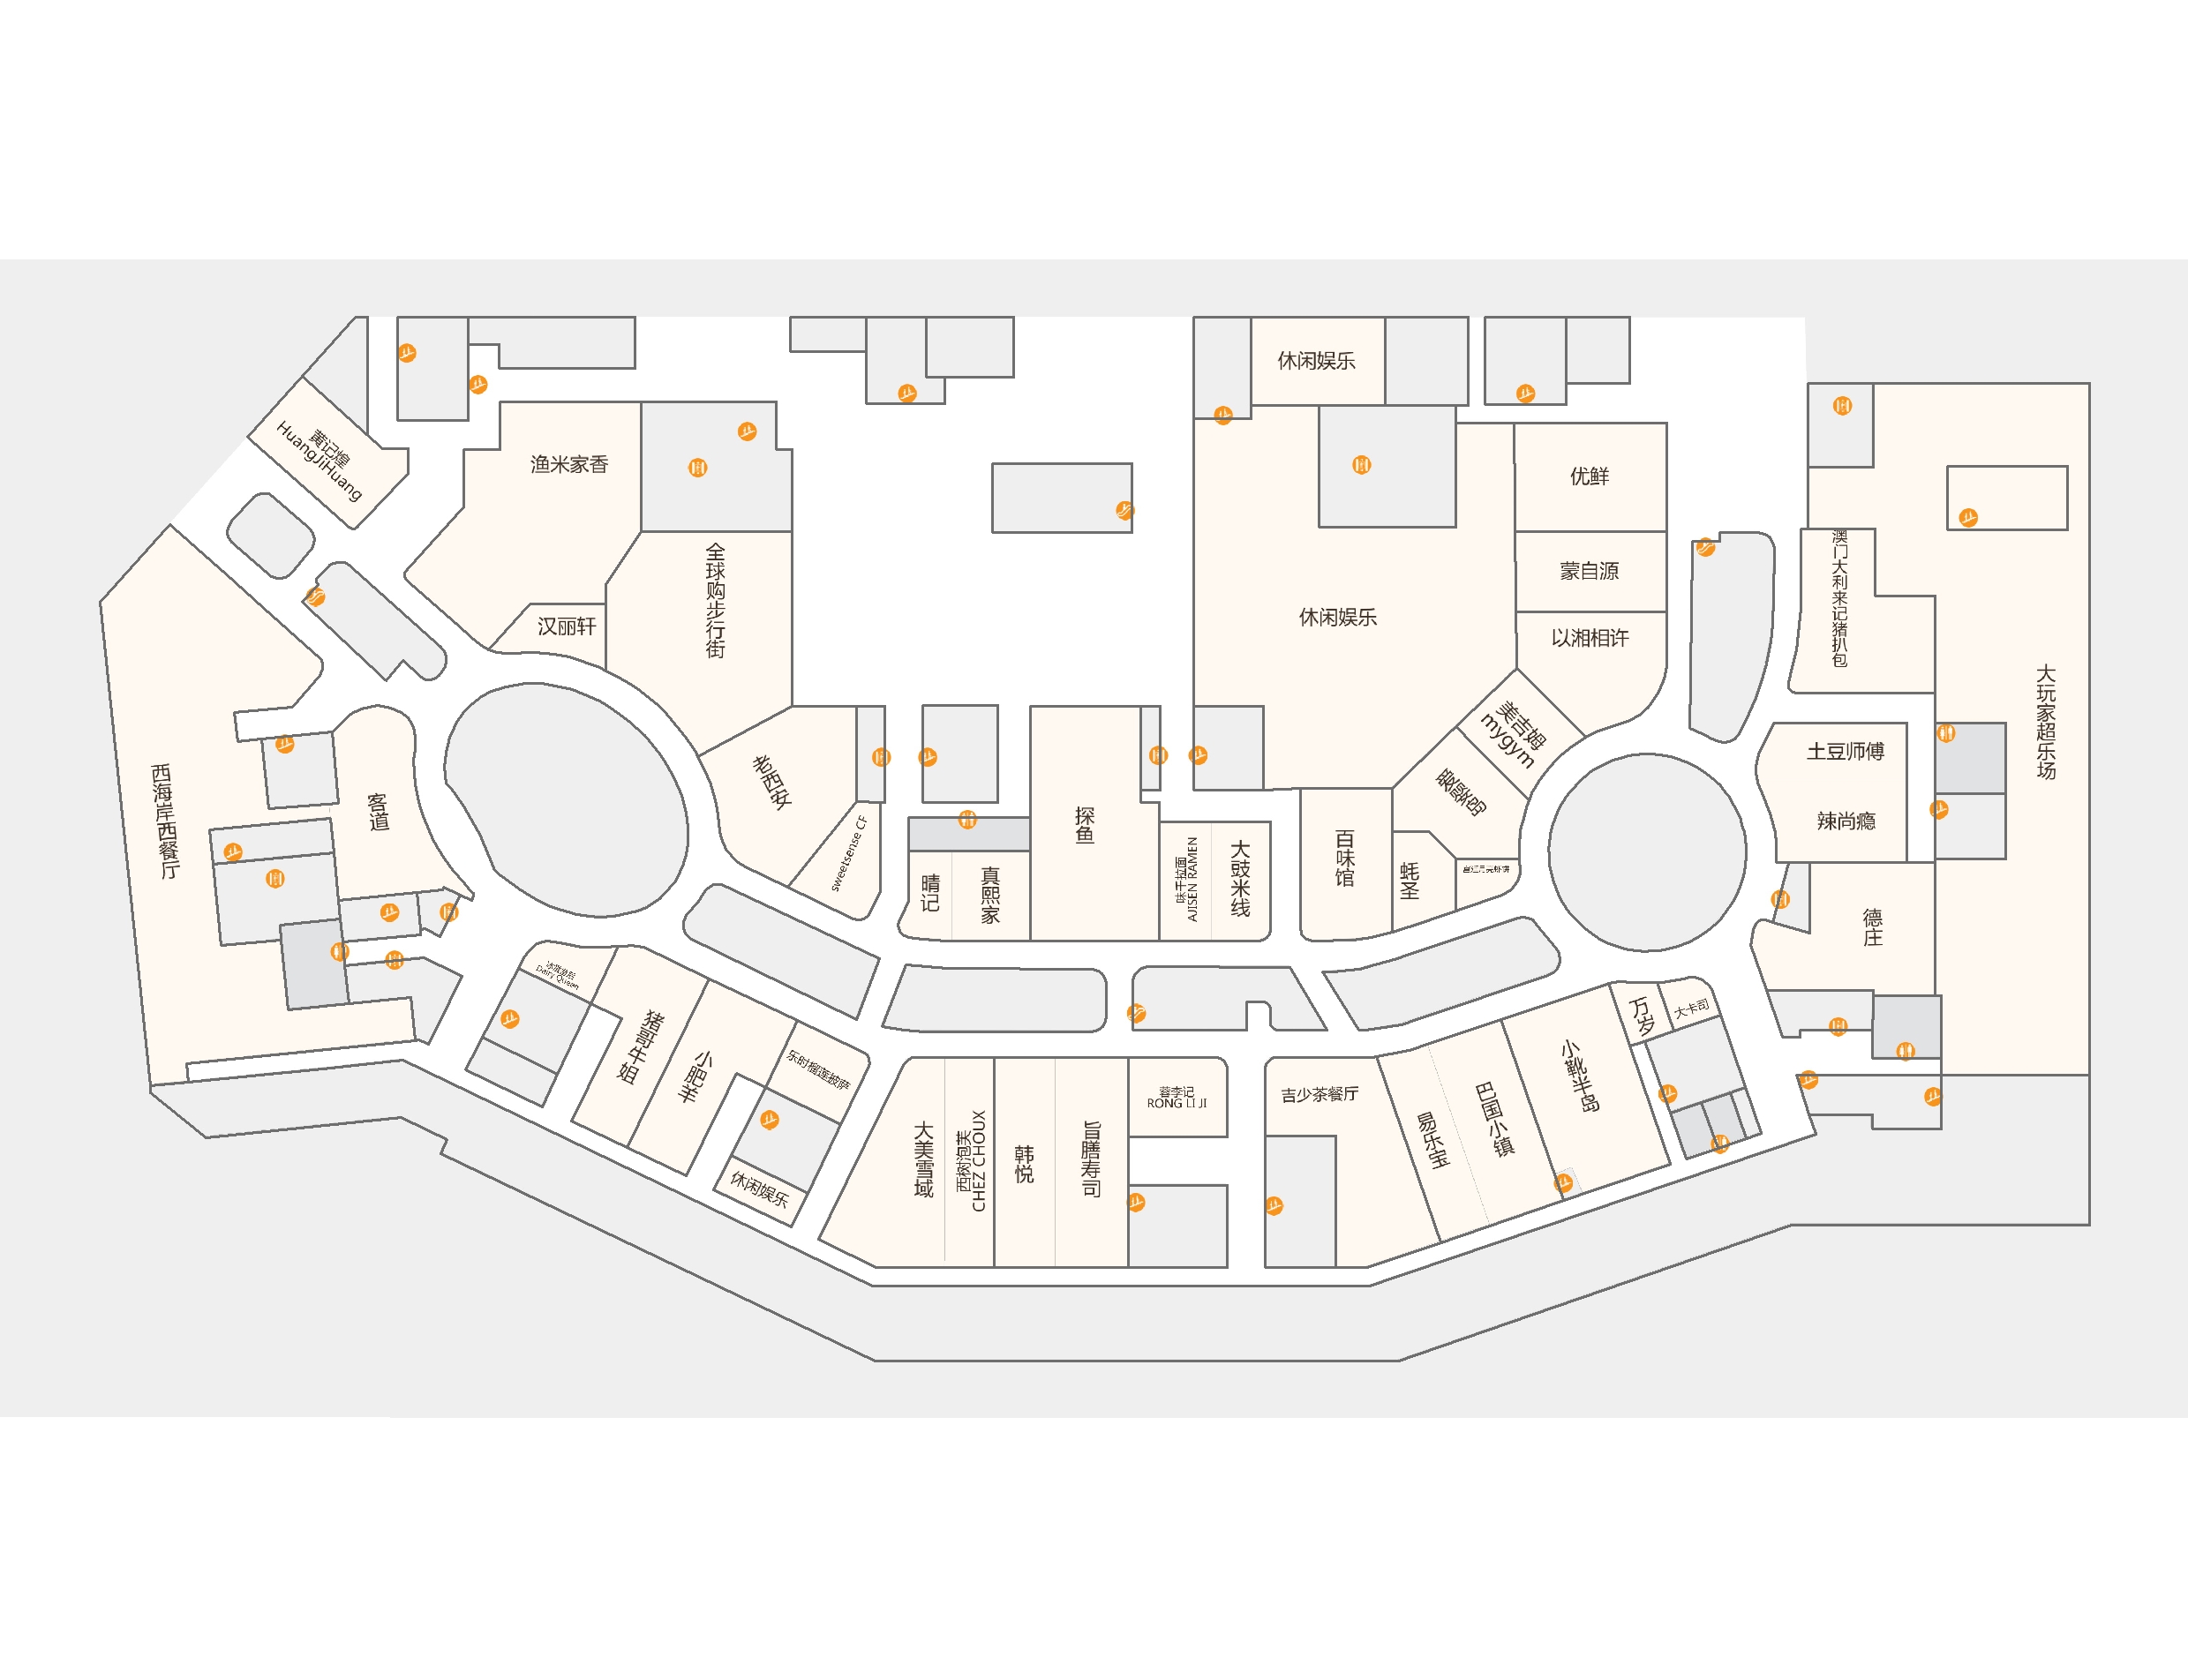 休闲娱乐
黄记煌
HuangJiHuang
渔米家香
优鲜
全球购步行街
澳门大利来记猪扒包
蒙自源
汉丽轩
休闲娱乐
以湘相许
大玩家超乐场
美吉姆
mygym
老西安
土豆师傅
西海岸西餐厅
客道
爱婴岛
探鱼
辣尚瘾
sweetsense CF
百味馆
味千拉面
AJISEN RAMEN
大鼓米线
蚝圣
晴记
真熙家
德庄
冰雪皇后
Dairy Queen
万岁
大卡司
猪哥牛姐
小肥羊
乐时榴莲披萨
小靴半岛
蓉李记
RONG LI JI
吉少茶餐厅
巴国小镇
易乐宝
大美雪域
西树泡芙
CHEZ CHOUX
韩悦
旨膳寿司
休闲娱乐